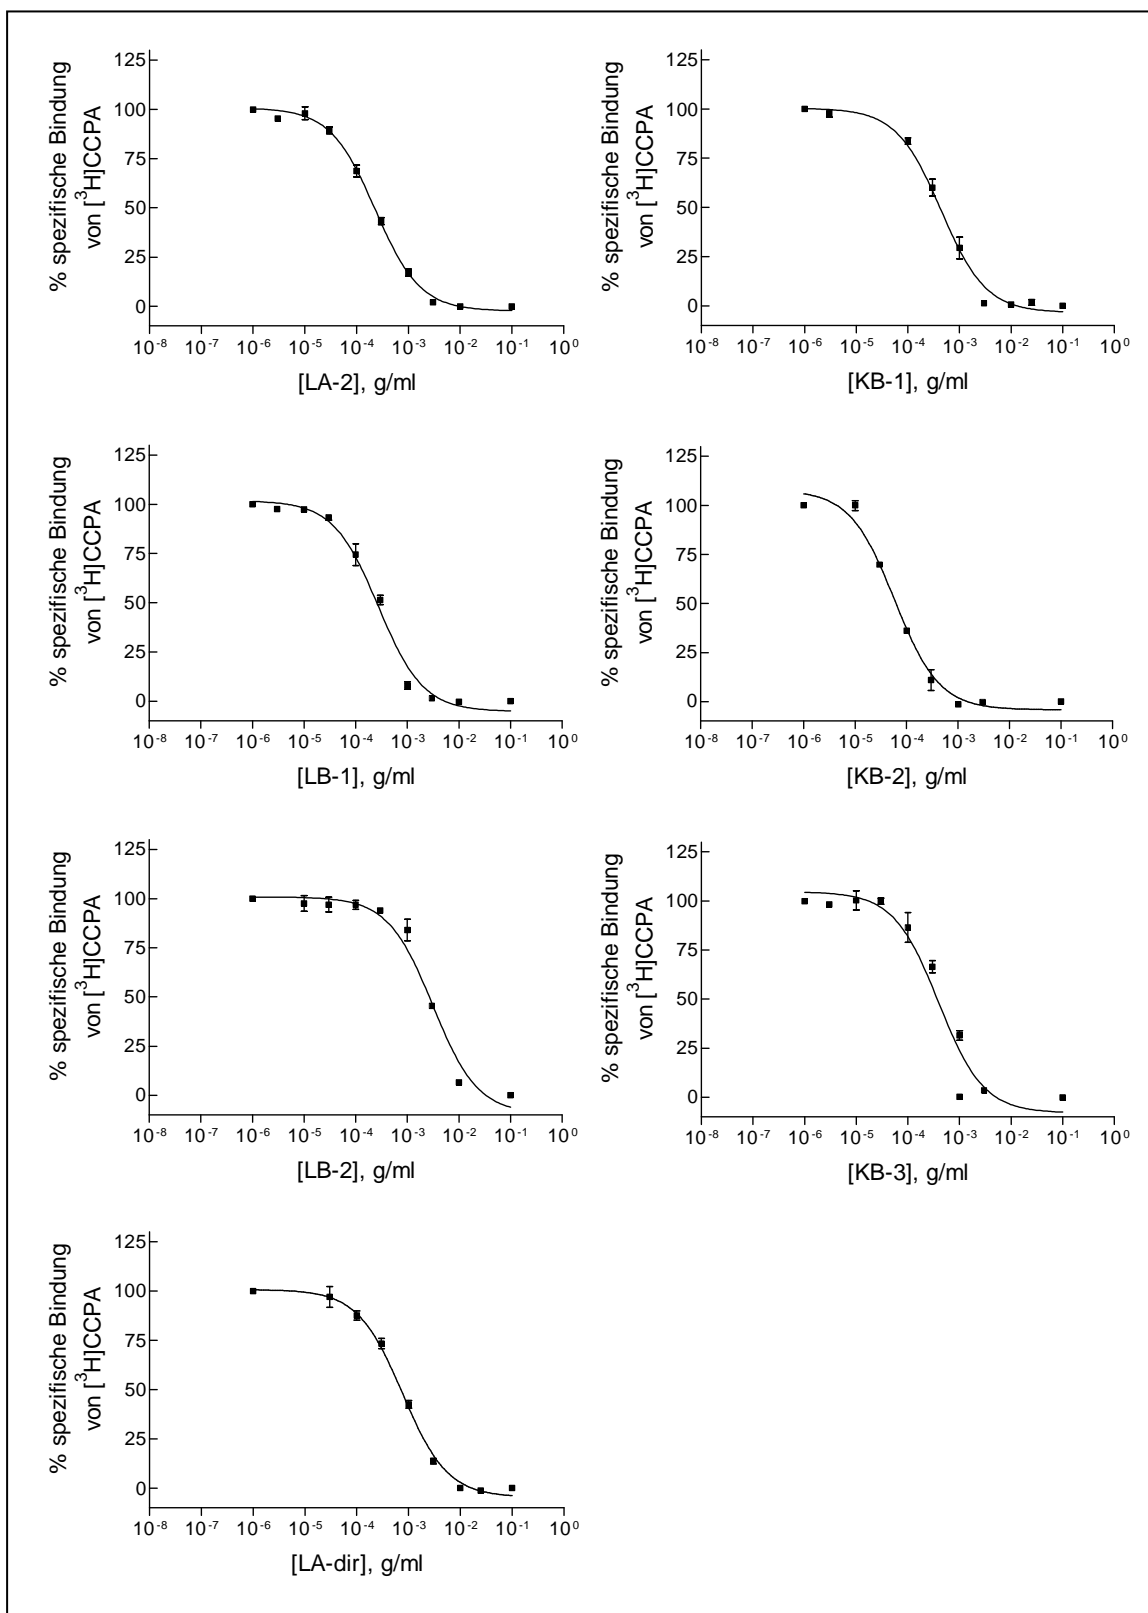 % spezifische Bindung
von [³H]CCPA
125
100
75
50
25
0
10⁻⁸ 10⁻⁷ 10⁻⁶ 10⁻⁵ 10⁻⁴ 10⁻³ 10⁻² 10⁻¹ 10⁰
[LA-2], g/ml
% spezifische Bindung
von [³H]CCPA
125
100
75
50
25
0
10⁻⁸ 10⁻⁷ 10⁻⁶ 10⁻⁵ 10⁻⁴ 10⁻³ 10⁻² 10⁻¹ 10⁰
[KB-1], g/ml
% spezifische Bindung
von [³H]CCPA
125
100
75
50
25
0
10⁻⁸ 10⁻⁷ 10⁻⁶ 10⁻⁵ 10⁻⁴ 10⁻³ 10⁻² 10⁻¹ 10⁰
[LB-1], g/ml
% spezifische Bindung
von [³H]CCPA
125
100
75
50
25
0
10⁻⁸ 10⁻⁷ 10⁻⁶ 10⁻⁵ 10⁻⁴ 10⁻³ 10⁻² 10⁻¹ 10⁰
[KB-2], g/ml
% spezifische Bindung
von [³H]CCPA
125
100
75
50
25
0
10⁻⁸ 10⁻⁷ 10⁻⁶ 10⁻⁵ 10⁻⁴ 10⁻³ 10⁻² 10⁻¹ 10⁰
[LB-2], g/ml
% spezifische Bindung
von [³H]CCPA
125
100
75
50
25
0
10⁻⁸ 10⁻⁷ 10⁻⁶ 10⁻⁵ 10⁻⁴ 10⁻³ 10⁻² 10⁻¹ 10⁰
[KB-3], g/ml
% spezifische Bindung
von [³H]CCPA
125
100
75
50
25
0
10⁻⁸ 10⁻⁷ 10⁻⁶ 10⁻⁵ 10⁻⁴ 10⁻³ 10⁻² 10⁻¹ 10⁰
[LA-dir], g/ml